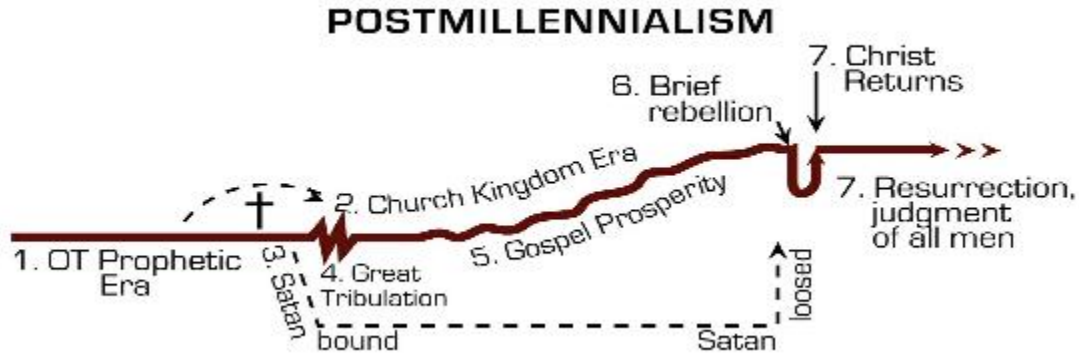 POSTMILLENNIALISM
7. Christ
Returns
6. Brief
rebellion
2. Church Kingdom Era
5. Gospel Prosperity
7. Resurrection,
judgment
of all men
1. OT Prophetic
Era
3. Satan
4. Great
Tribulation
bound
Satan
loosed